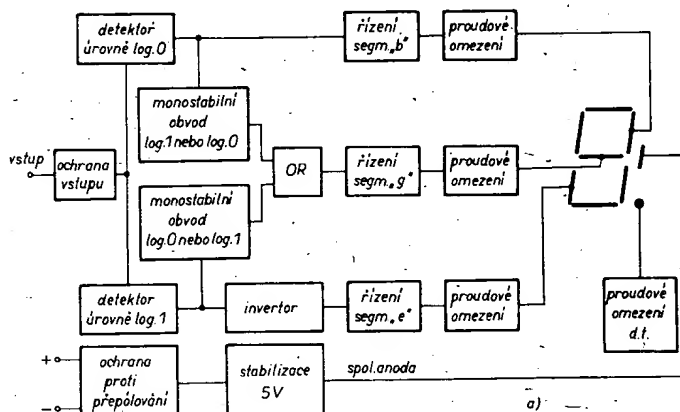 detektor
úrovně log.0
řízení
segm.„b"
proudové
omezení
monostabilní
obvod
log.1 nebo log.0
vstup
ochrana
vstupu
OR
řízení
segm.„g"
proudové
omezení
monostabilní
obvod
log.0 nebo log.1
detektor
úrovně log.1
invertor
řízení
segm.„e"
proudové
omezení
proudové
omezení
d.t.
+
−
ochrana
proti
přepólování
stabilizace
5V
spol.anoda
a)